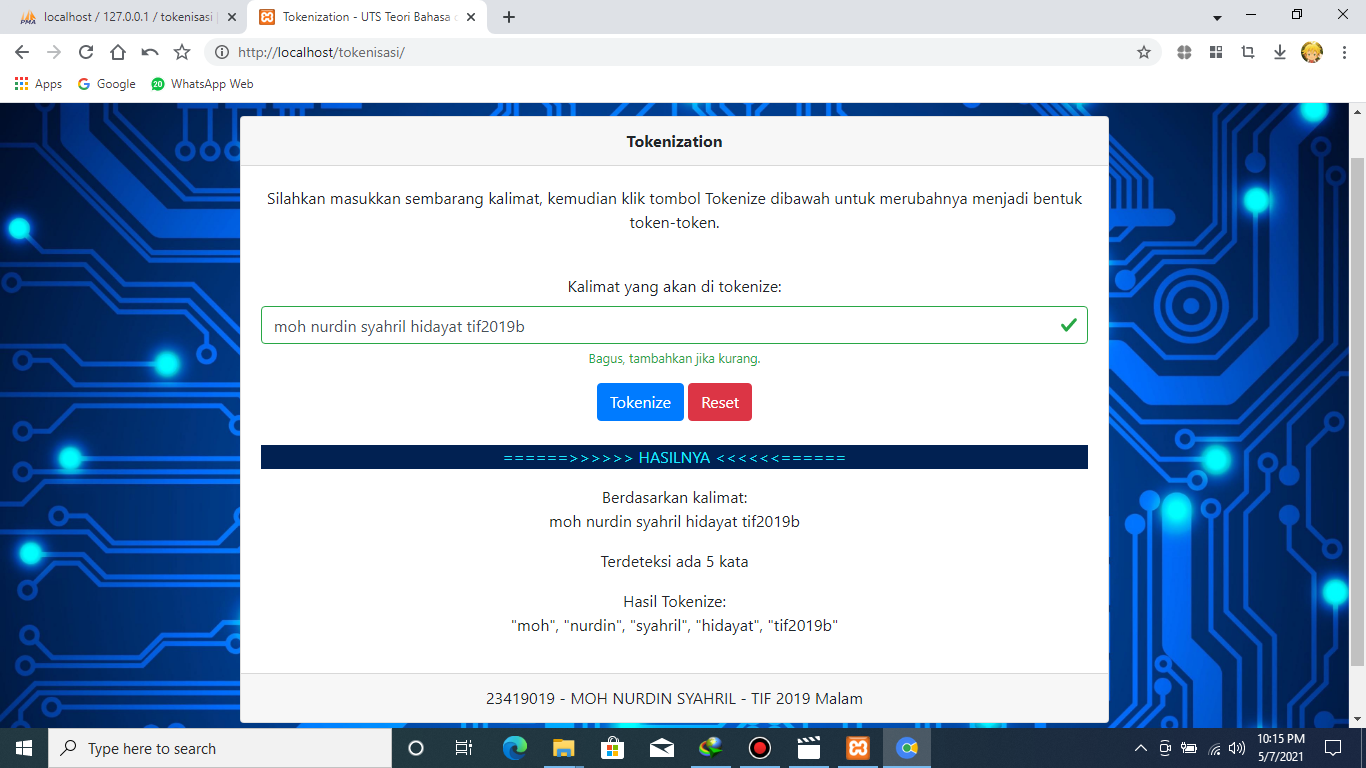 localhost / 127.0.0.1 / tokenisasi
Tokenization - UTS Teori Bahasa
http://localhost/tokenisasi/
Apps
Google
20
WhatsApp Web
Tokenization
Silahkan masukkan sembarang kalimat, kemudian klik tombol Tokenize dibawah untuk merubahnya menjadi bentuk
token-token.
Kalimat yang akan di tokenize:
moh nurdin syahril hidayat tif2019b
Bagus, tambahkan jika kurang.
Tokenize
Reset
======>>>>>> HASILNYA <<<<<<======
Berdasarkan kalimat:
moh nurdin syahril hidayat tif2019b
Terdeteksi ada 5 kata
Hasil Tokenize:
"moh", "nurdin", "syahril", "hidayat", "tif2019b"
23419019 - MOH NURDIN SYAHRIL - TIF 2019 Malam
Type here to search
10:15 PM
5/7/2021